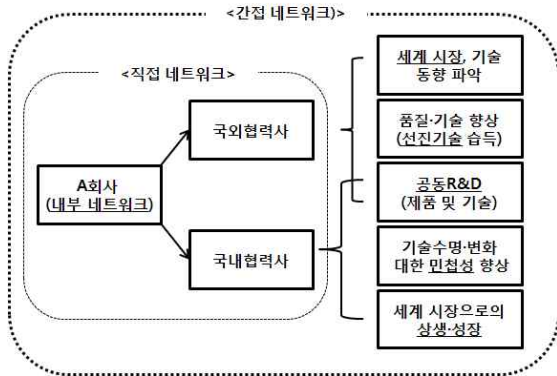 <간접 네트워크)>
<직접 네트워크>
A회사
(내부 네트워크)
국외협력사
국내협력사
세계 시장, 기술
동향 파악
품질·기술 향상
(선진기술 습득)
공동R&D
(제품 및 기술)
기술수명·변화
대한 민첩성 향상
세계 시장으로의
상생·성장